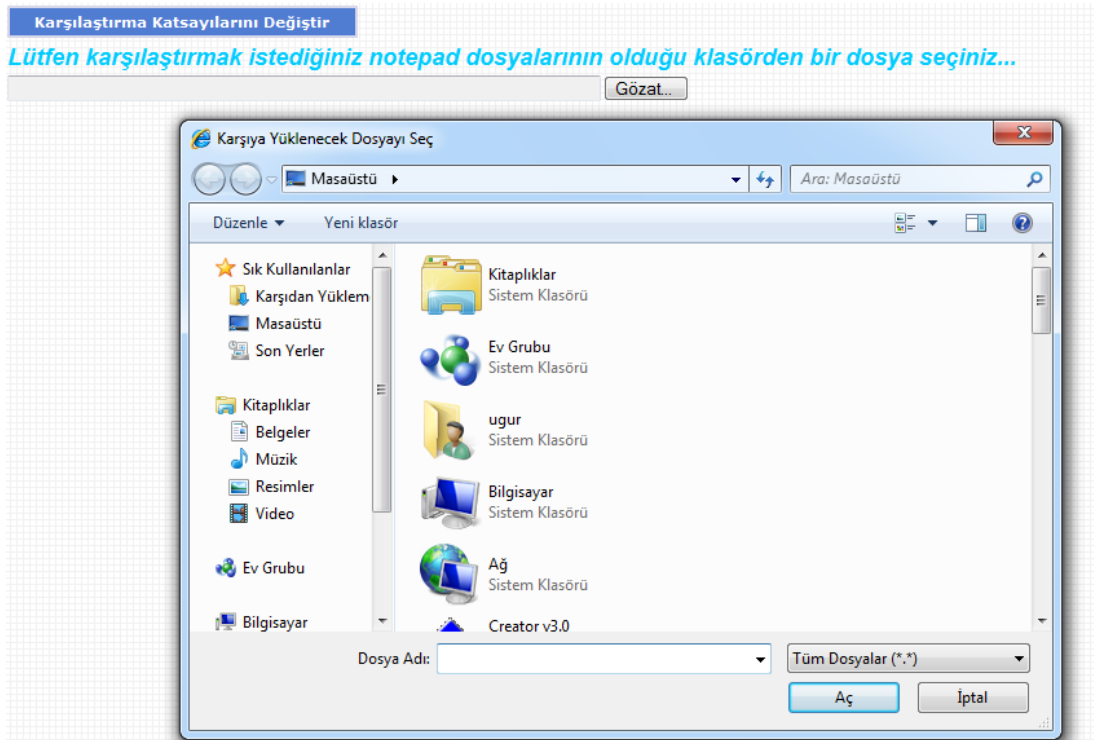 Karşılaştırma Katsayılarını Değiştir
Lütfen karşılaştırmak istediğiniz notepad dosyalarının olduğu klasörden bir dosya seçiniz...
Gözat...
Karşıya Yüklenecek Dosyayı Seç
Masaüstü
Ara: Masaüstü
Düzenle
Yeni klasör
Sık Kullanılanlar
Karşıdan Yüklem
Masaüstü
Son Yerler
Kitaplıklar
Belgeler
Müzik
Resimler
Video
Ev Grubu
Bilgisayar
Kitaplıklar
Sistem Klasörü
Ev Grubu
Sistem Klasörü
ugur
Sistem Klasörü
Bilgisayar
Sistem Klasörü
Ağ
Sistem Klasörü
Creator v3.0
Dosya Adı:
Tüm Dosyalar (*.*)
Aç
İptal